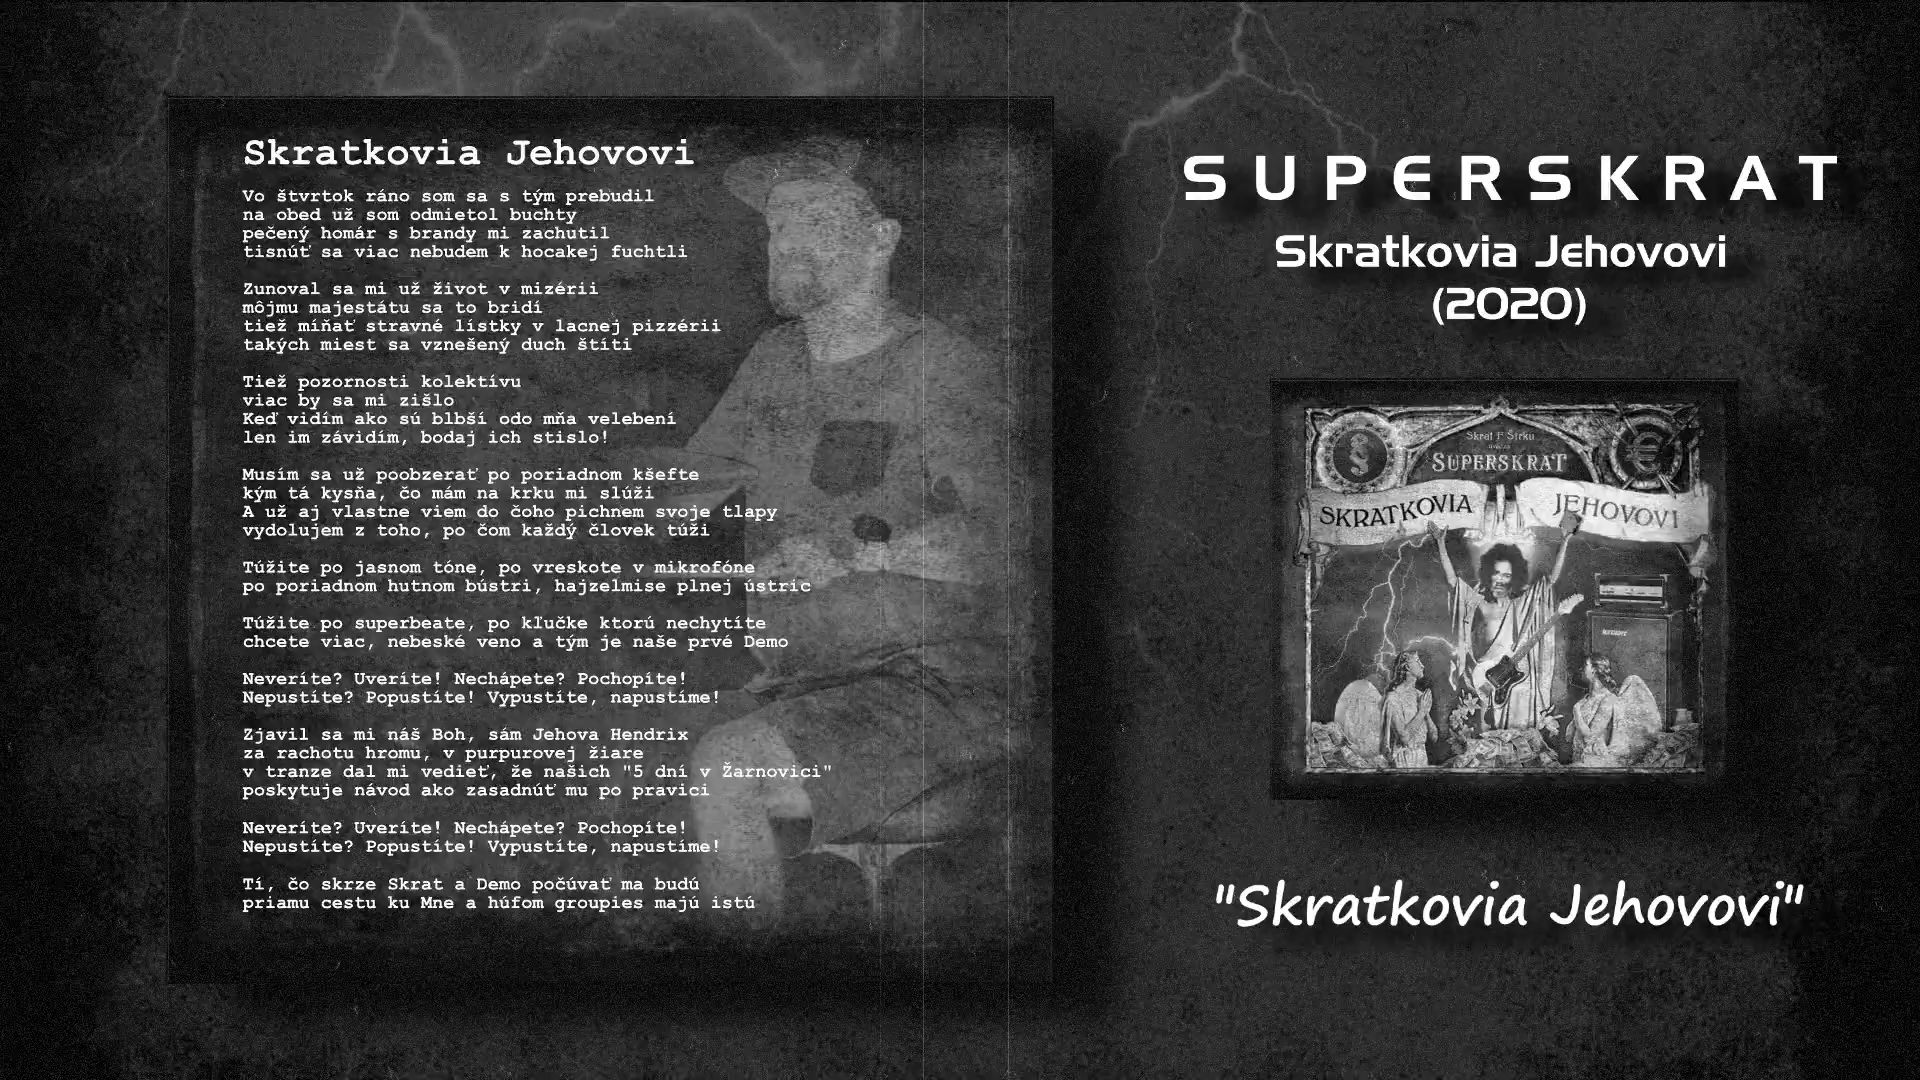 Skratkovia Jehovovi
Vo štvrtok ráno som sa s tým prebudil
na obed už som odmietol buchty
pečený homár s brandy mi zachutil
tisnúť sa viac nebudem k hocakej fuchtli
Zunoval sa mi už život v mizérii
môjmu majestátu sa to bridí
tiež míňať stravné lístky v lacnej pizzérii
takých miest sa vznešený duch štíti
Tiež pozornosti kolektívu
viac by sa mi zišlo
Keď vidím ako sú blbší odo mňa velebení
len im závidím, bodaj ich stislo!
Musím sa už poobzerať po poriadnom kšefte
kým tá kysňa, čo mám na krku mi slúži
A už aj vlastne viem do čoho pichnem svoje tlapy
vydolujem z toho, po čom každý človek túži
Túžite po jasnom tóne, po vreskote v mikrofóne
po poriadnom hutnom bústri, hajzelmise plnej ústric
Túžite po superbeate, po kľučke ktorú nechytíte
chcete viac, nebeské veno a tým je naše prvé Demo
Neveríte? Uveríte! Nechápete? Pochopíte!
Nepustíte? Popustíte! Vypustíte, napustíme!
Zjavil sa mi náš Boh, sám Jehova Hendrix
za rachotu hromu, v purpurovej žiare
v tranze dal mi vedieť, že našich "5 dní v Žarnovici"
poskytuje návod ako zasadnúť mu po pravici
Neveríte? Uveríte! Nechápete? Pochopíte!
Nepustíte? Popustíte! Vypustíte, napustíme!
Tí, čo skrze Skrat a Demo počúvať ma budú
priamu cestu ku Mne a húfom groupies majú istú
SUPERSKRAT
Skratkovia Jehovovi
(2020)
Skrat F Štrku
SUPERSKRAT
SKRATKOVIA JEHOVOVI
"Skratkovia Jehovovi"